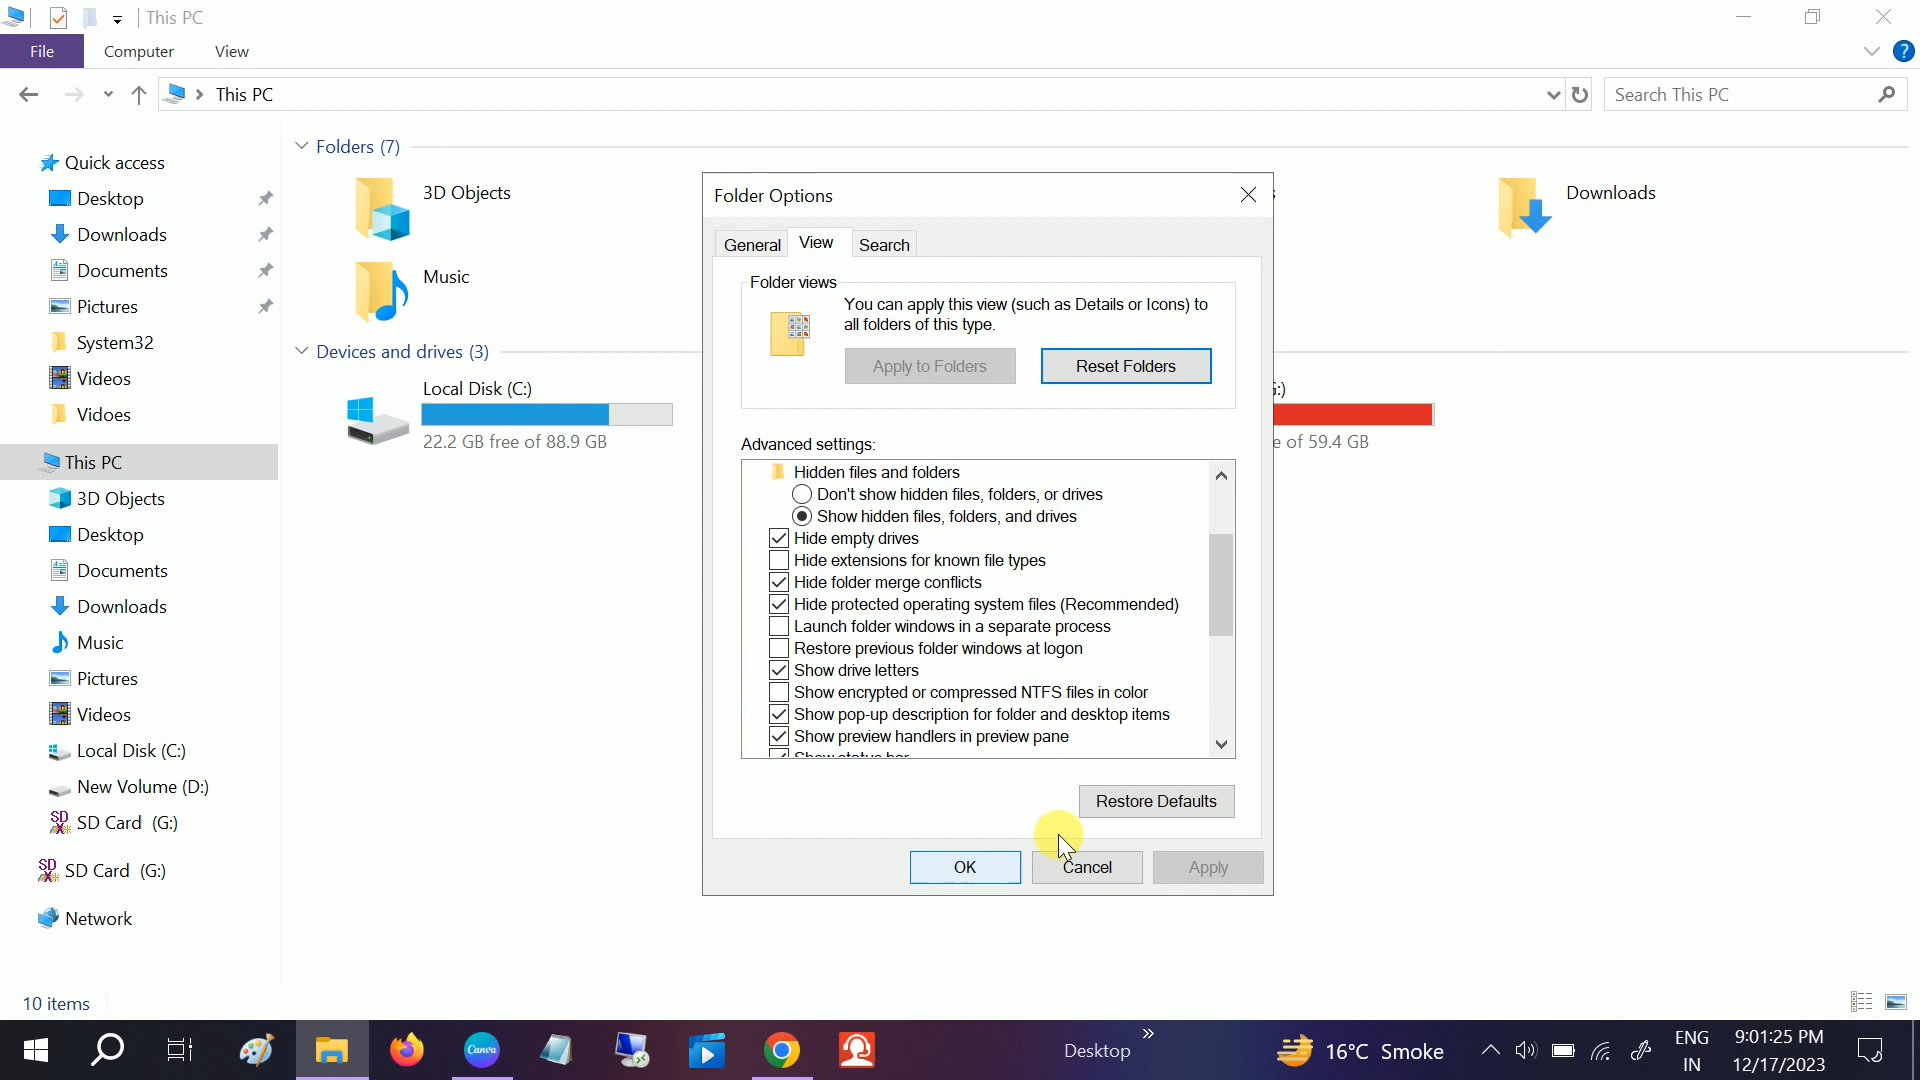 This PC
File
Computer
View
This PC
Search This PC
Quick access
Desktop
Downloads
Documents
Pictures
System32
Videos
Vidoes
This PC
3D Objects
Desktop
Documents
Downloads
Music
Pictures
Videos
Local Disk (C:)
New Volume (D:)
SD Card (G:)
SD Card (G:)
Network
Folders (7)
3D Objects
Downloads
Music
Devices and drives (3)
Local Disk (C:)
22.2 GB free of 88.9 GB
e of 59.4 GB
Folder Options
General
View
Search
Folder views
You can apply this view (such as Details or Icons) to
all folders of this type.
Apply to Folders
Reset Folders
Advanced settings:
Hidden files and folders
Don't show hidden files, folders, or drives
Show hidden files, folders, and drives
Hide empty drives
Hide extensions for known file types
Hide folder merge conflicts
Hide protected operating system files (Recommended)
Launch folder windows in a separate process
Restore previous folder windows at logon
Show drive letters
Show encrypted or compressed NTFS files in color
Show pop-up description for folder and desktop items
Show preview handlers in preview pane
Show status bar
Restore Defaults
OK
Cancel
Apply
10 items
Canva
Desktop
16°C Smoke
ENG
IN
9:01:25 PM
12/17/2023